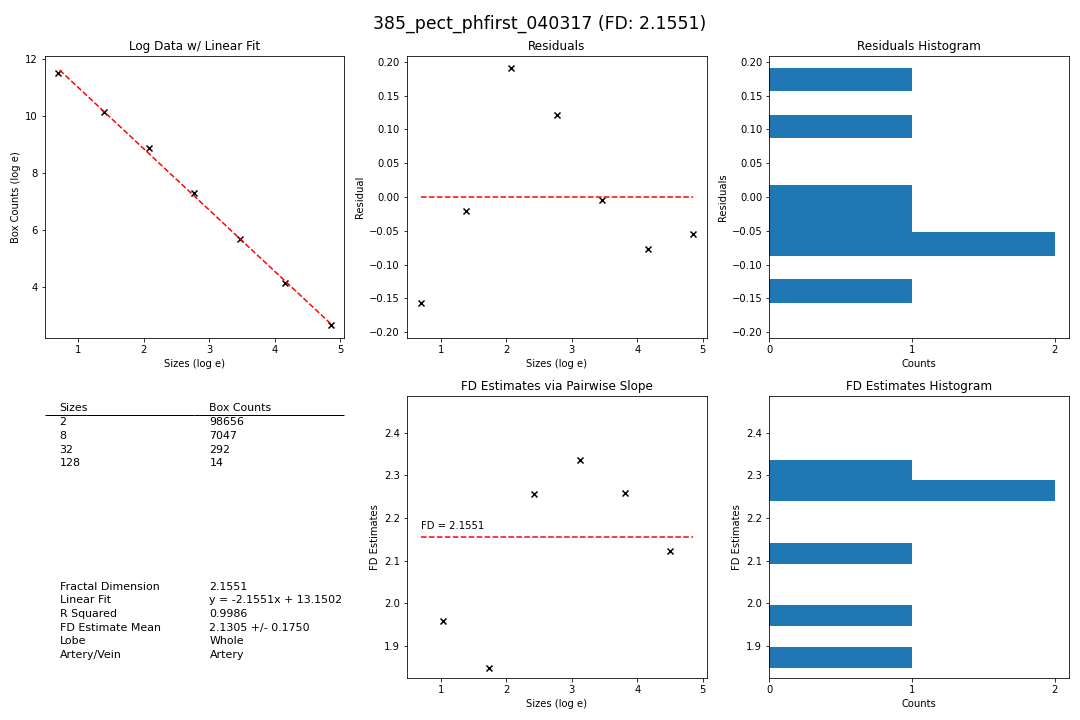 385_pect_phfirst_040317 (FD: 2.1551)
Log Data w/ Linear Fit
12
10
8
6
4
1 2 3 4 5
Box Counts (log e)
Sizes (log e)
Residuals
0.20
0.15
0.10
0.05
0.00
−0.05
−0.10
−0.15
−0.20
1 2 3 4 5
Residual
Sizes (log e)
Residuals Histogram
0.20
0.15
0.10
0.05
0.00
−0.05
−0.10
−0.15
−0.20
0 1 2
Residuals
Counts
Sizes Box Counts
2 98656
8 7047
32 292
128 14
Fractal Dimension 2.1551
Linear Fit y = -2.1551x + 13.1502
R Squared 0.9986
FD Estimate Mean 2.1305 +/- 0.1750
Lobe Whole
Artery/Vein Artery
FD Estimates via Pairwise Slope
2.4
2.3
2.2
2.1
2.0
1.9
FD = 2.1551
1 2 3 4 5
FD Estimates
Sizes (log e)
FD Estimates Histogram
2.4
2.3
2.2
2.1
2.0
1.9
0 1 2
FD Estimates
Counts